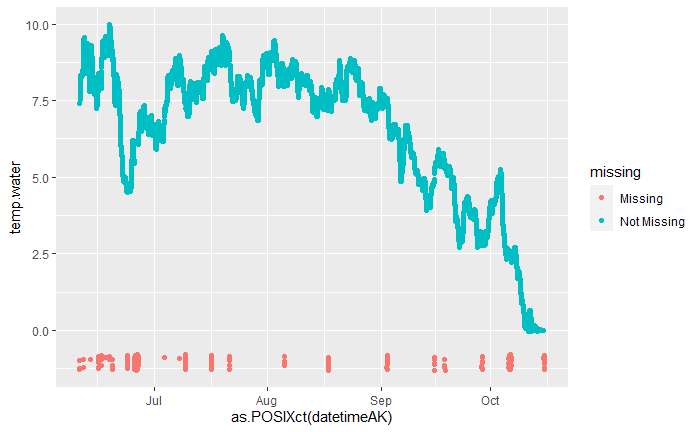 10.0
7.5
5.0
2.5
0.0
temp.water
Jul Aug Sep Oct
as.POSIXct(datetimeAK)
missing
Missing
Not Missing